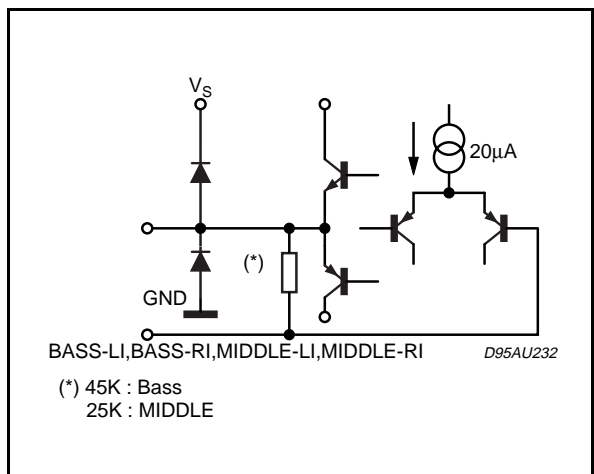 VS
20μA
(*)
GND
BASS-LI,BASS-RI,MIDDLE-LI,MIDDLE-RI
D95AU232
(*) 45K : Bass
25K : MIDDLE